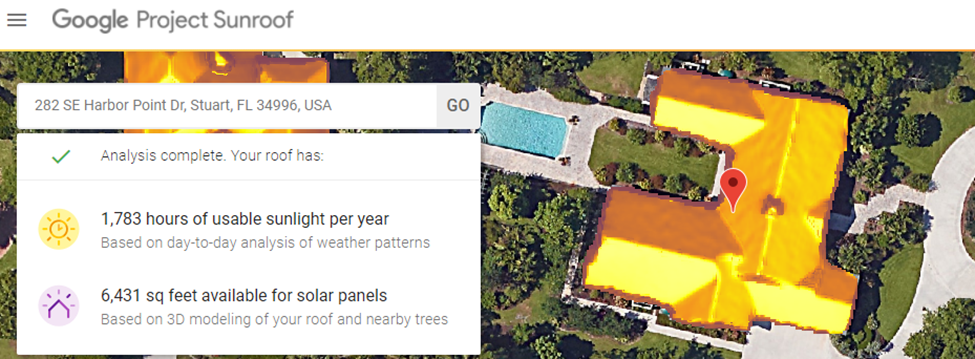 Google Project Sunroof
282 SE Harbor Point Dr, Stuart, FL 34996, USA
GO
Analysis complete. Your roof has:
1,783 hours of usable sunlight per year
Based on day-to-day analysis of weather patterns
6,431 sq feet available for solar panels
Based on 3D modeling of your roof and nearby trees